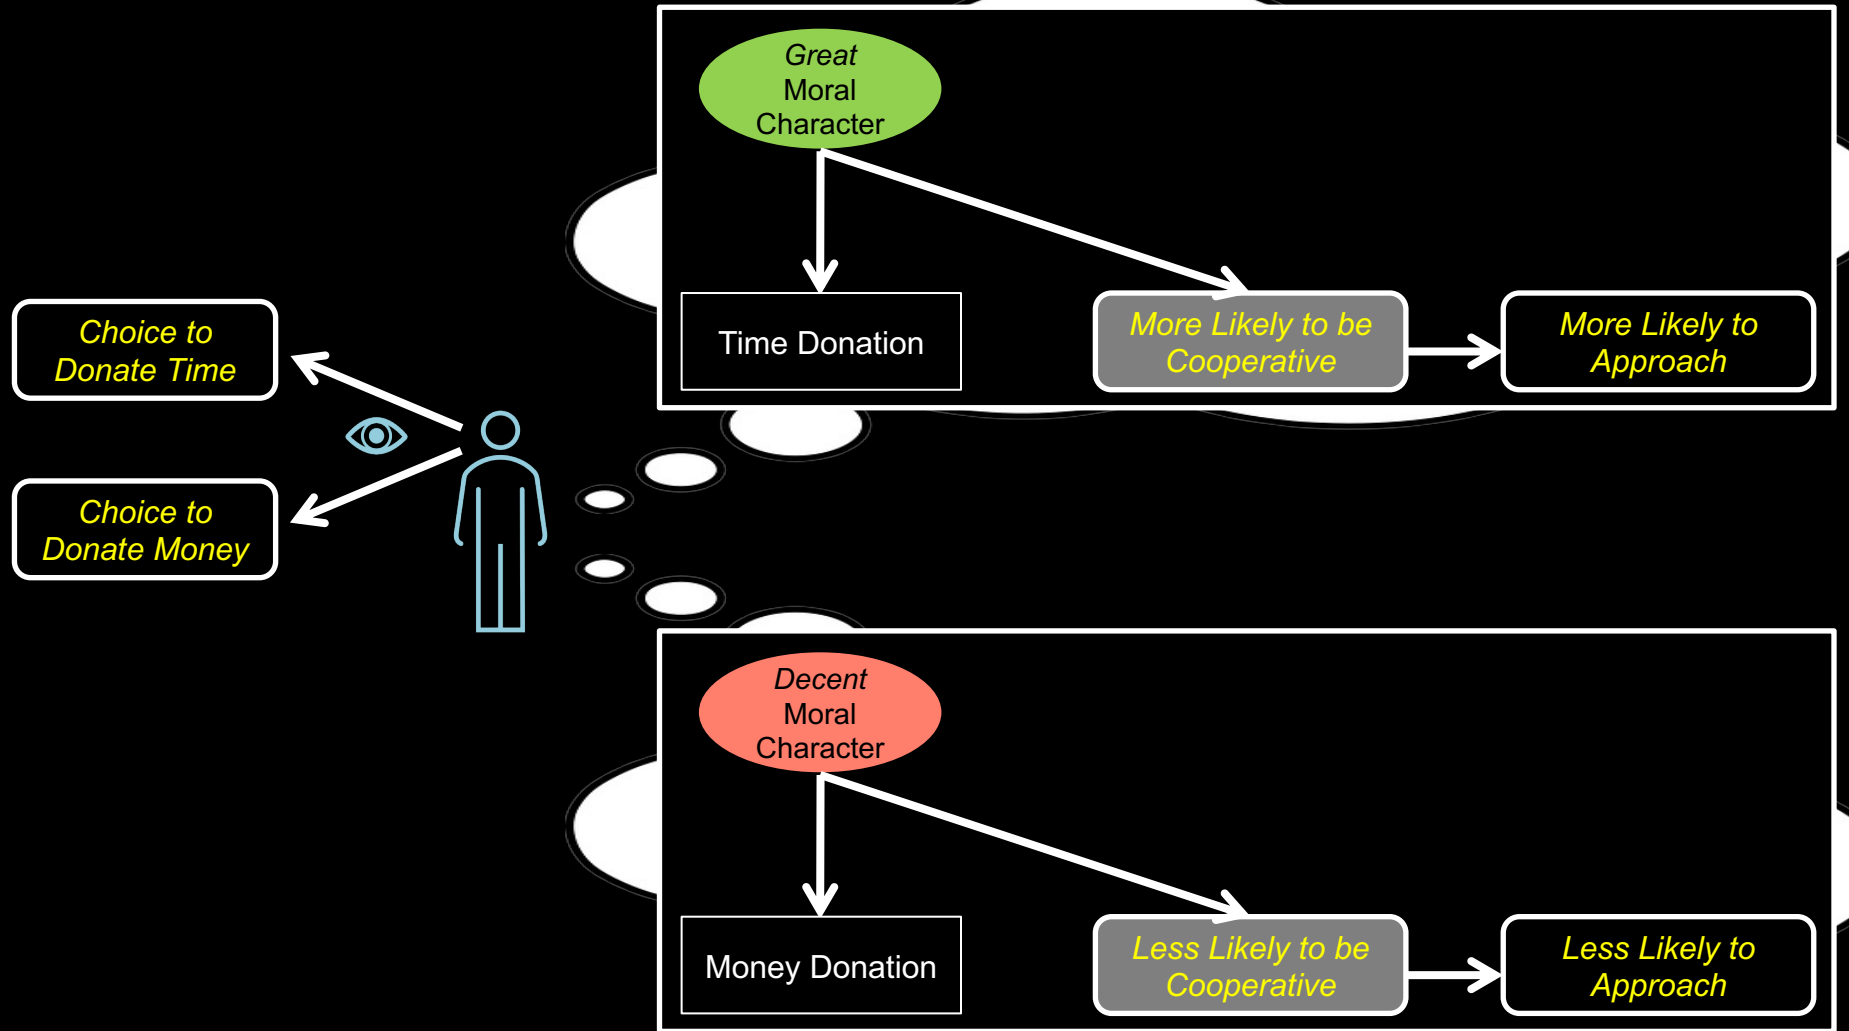 Great
Moral
Character
Time Donation
More Likely to be
Cooperative
More Likely to
Approach
Choice to
Donate Time
Choice to
Donate Money
Decent
Moral
Character
Money Donation
Less Likely to be
Cooperative
Less Likely to
Approach